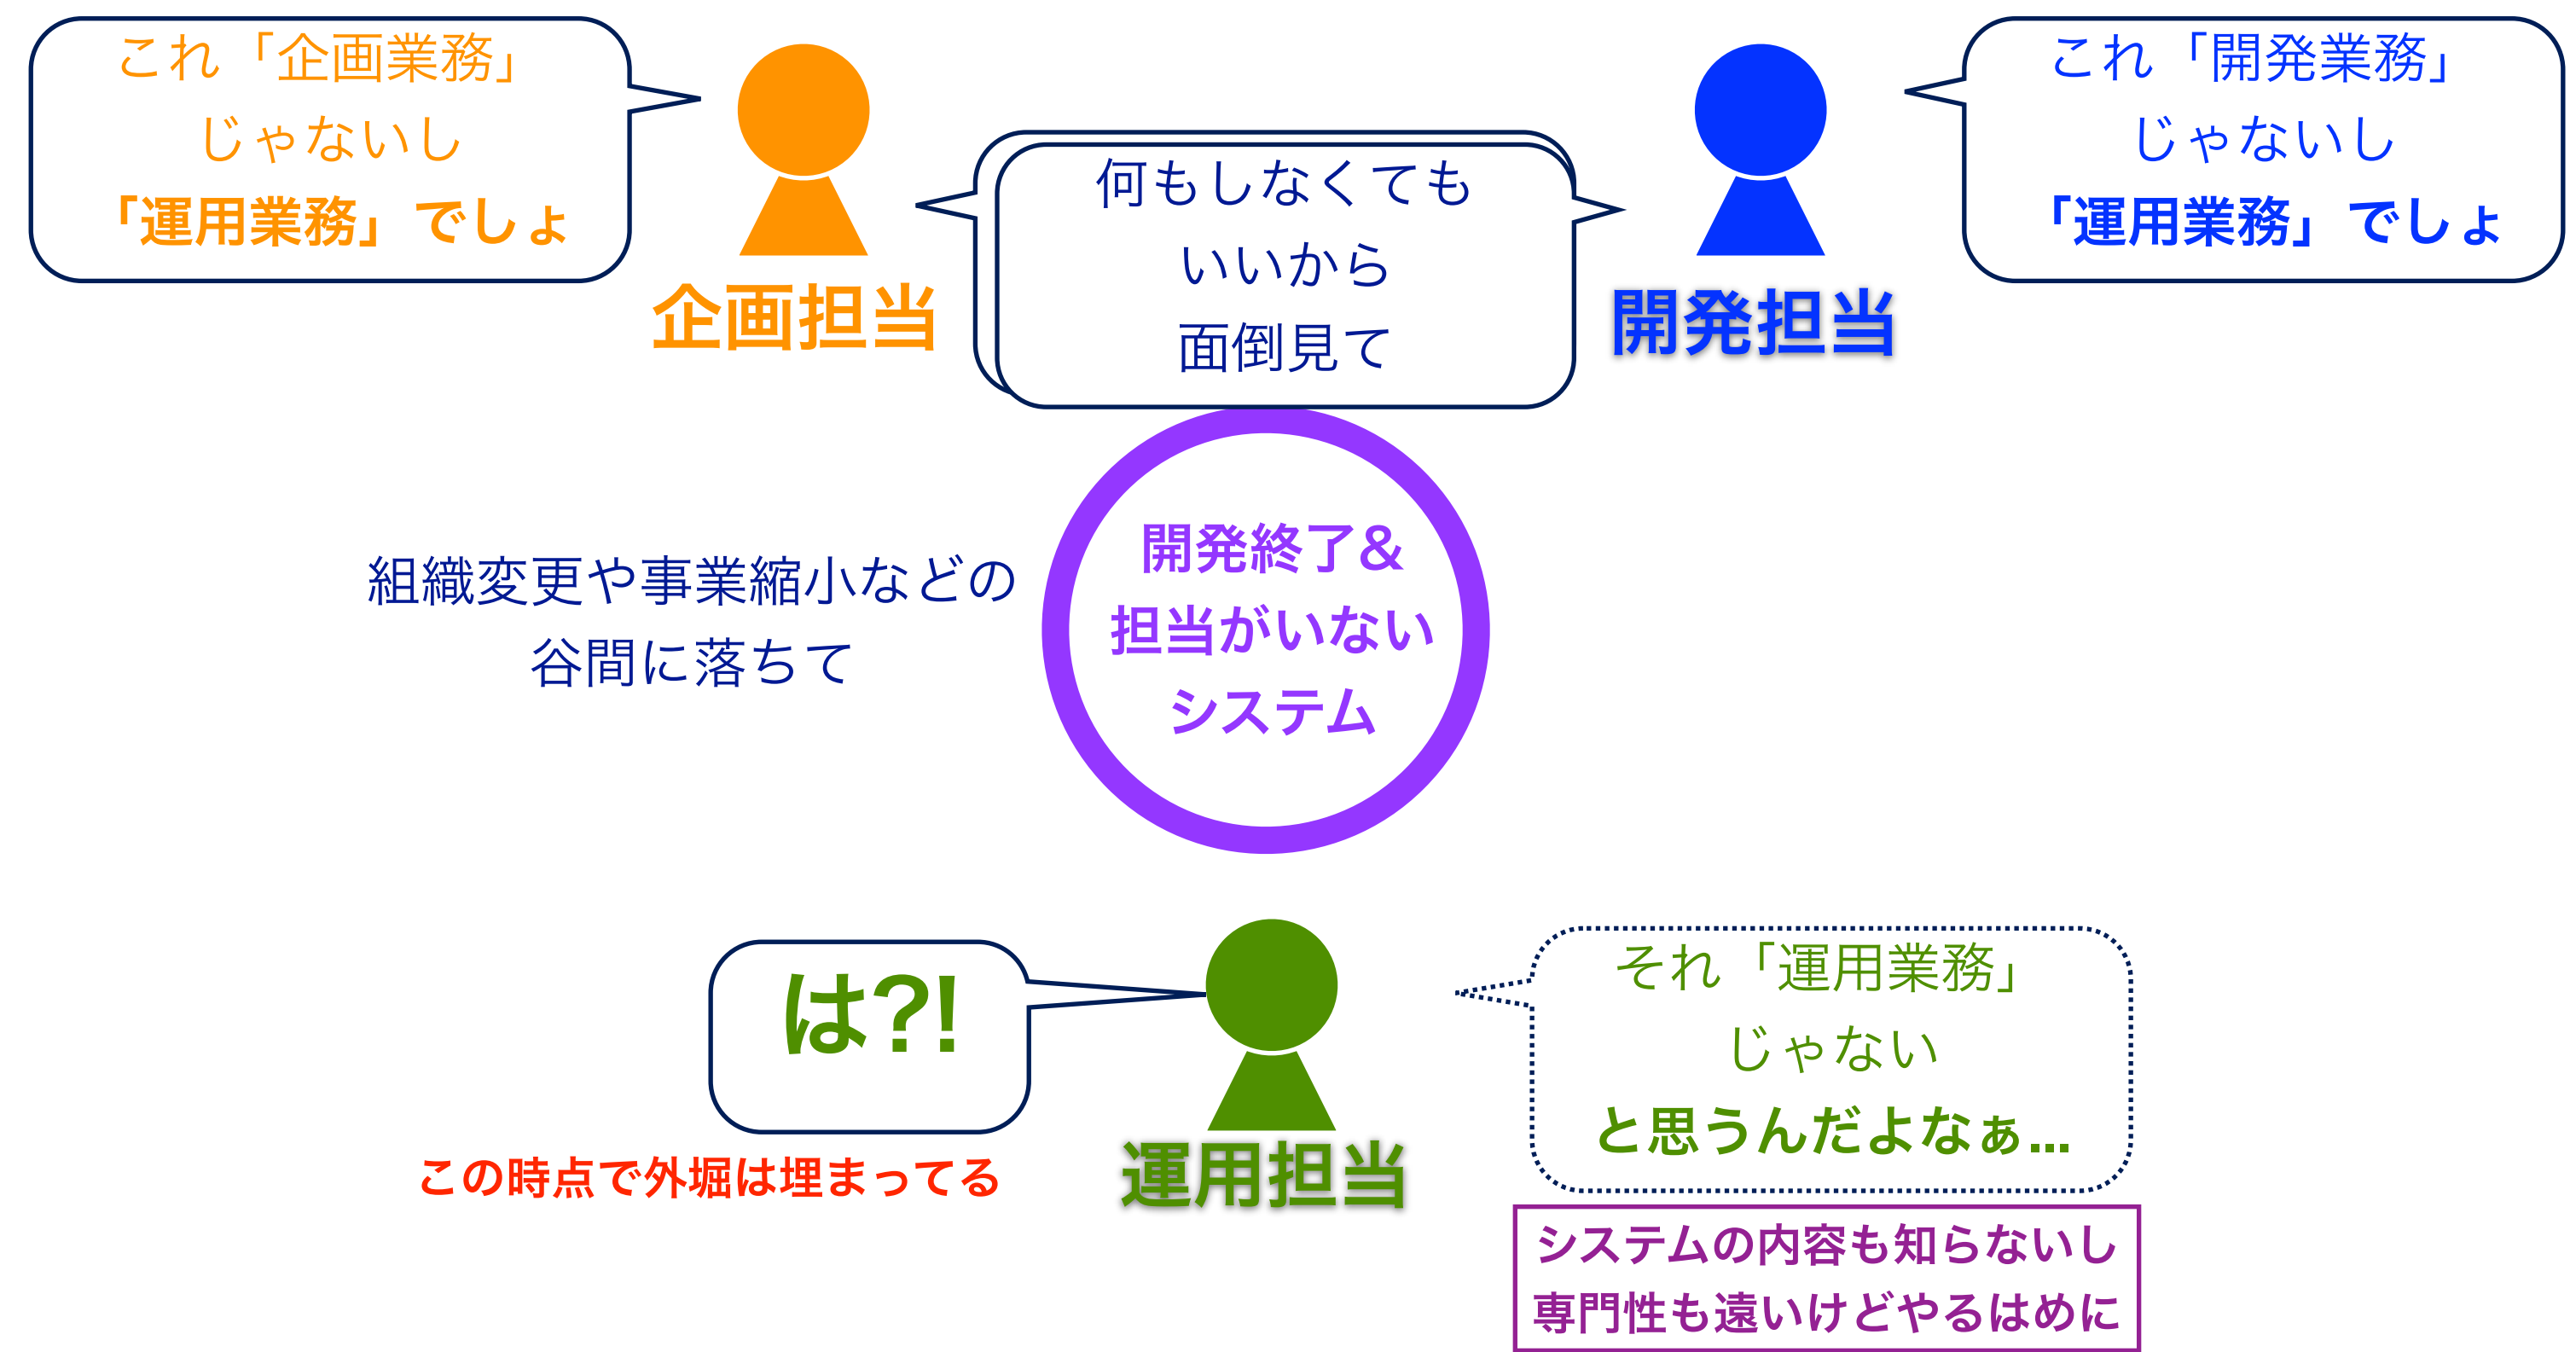 これ「企画業務」
じゃないし
「運用業務」でしょ
企画担当
何もしなくても
いいから
面倒見て
これ「開発業務」
じゃないし
「運用業務」でしょ
開発担当
組織変更や事業縮小などの
谷間に落ちて
開発終了&
担当がいない
システム
は?!
この時点で外堀は埋まってる
運用担当
それ「運用業務」
じゃない
と思うんだよなぁ...
システムの内容も知らないし
専門性も遠いけどやるはめに